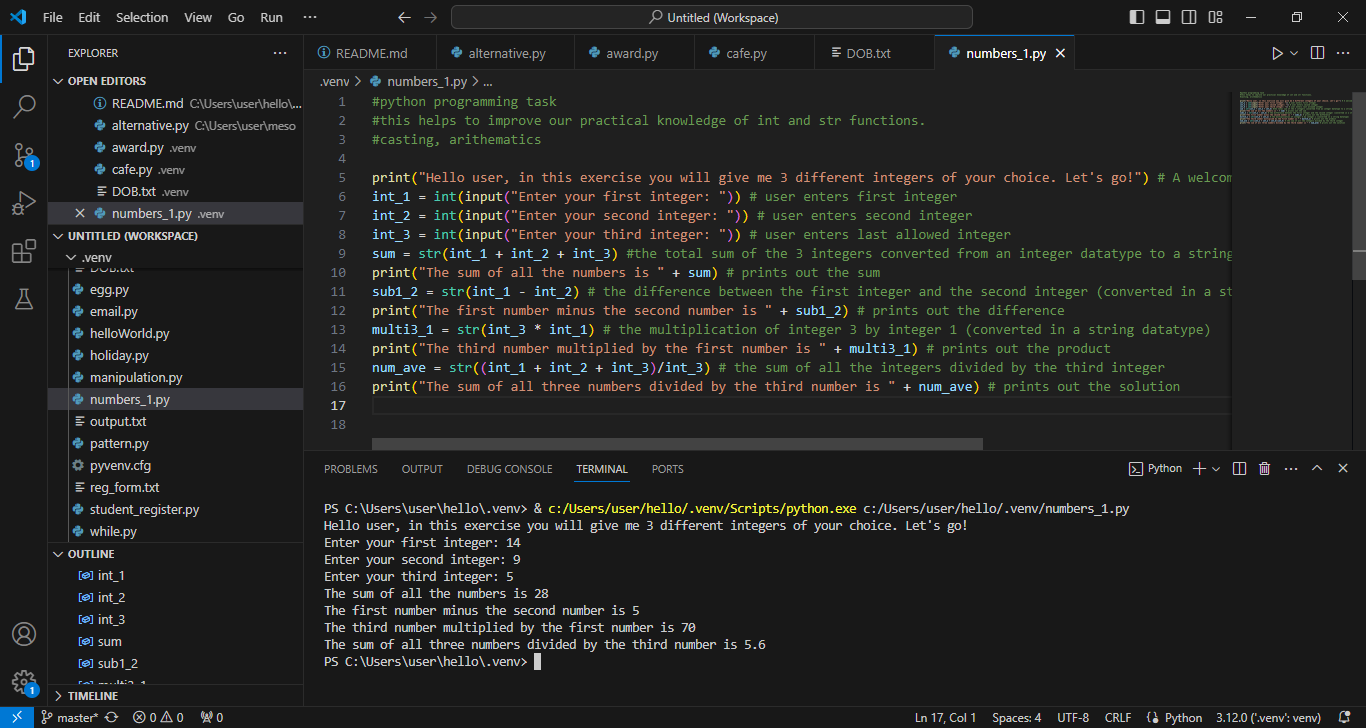 File Edit Selection View Go Run ··· Untitled (Workspace)
EXPLORER ···
OPEN EDITORS
README.md C:\Users\user\hello\...
alternative.py C:\Users\user\meso
award.py .venv
cafe.py .venv
DOB.txt .venv
numbers_1.py .venv
UNTITLED (WORKSPACE)
.venv
DOB.txt
egg.py
email.py
helloWorld.py
holiday.py
manipulation.py
numbers_1.py
output.txt
pattern.py
pyvenv.cfg
reg_form.txt
student_register.py
while.py
OUTLINE
int_1
int_2
int_3
sum
sub1_2
multi3_1
TIMELINE
1
1
README.md alternative.py award.py cafe.py DOB.txt numbers_1.py
.venv > numbers_1.py > ...
1 #python programming task
2 #this helps to improve our practical knowledge of int and str functions.
3 #casting, arithematics
4
5 print("Hello user, in this exercise you will give me 3 different integers of your choice. Let's go!") # A welcom
6 int_1 = int(input("Enter your first integer: ")) # user enters first integer
7 int_2 = int(input("Enter your second integer: ")) # user enters second integer
8 int_3 = int(input("Enter your third integer: ")) # user enters last allowed integer
9 sum = str(int_1 + int_2 + int_3) #the total sum of the 3 integers converted from an integer datatype to a string
10 print("The sum of all the numbers is " + sum) # prints out the sum
11 sub1_2 = str(int_1 - int_2) # the difference between the first integer and the second integer (converted in a st
12 print("The first number minus the second number is " + sub1_2) # prints out the difference
13 multi3_1 = str(int_3 * int_1) # the multiplication of integer 3 by integer 1 (converted in a string datatype)
14 print("The third number multiplied by the first number is " + multi3_1) # prints out the product
15 num_ave = str((int_1 + int_2 + int_3)/int_3) # the sum of all the integers divided by the third integer
16 print("The sum of all three numbers divided by the third number is " + num_ave) # prints out the solution
17
18
PROBLEMS OUTPUT DEBUG CONSOLE TERMINAL PORTS Python
PS C:\Users\user\hello\.venv> & c:/Users/user/hello/.venv/Scripts/python.exe c:/Users/user/hello/.venv/numbers_1.py
Hello user, in this exercise you will give me 3 different integers of your choice. Let's go!
Enter your first integer: 14
Enter your second integer: 9
Enter your third integer: 5
The sum of all the numbers is 28
The first number minus the second number is 5
The third number multiplied by the first number is 70
The sum of all three numbers divided by the third number is 5.6
PS C:\Users\user\hello\.venv>
master* 0 0 0 Ln 17, Col 1 Spaces: 4 UTF-8 CRLF Python 3.12.0 ('.venv': venv)